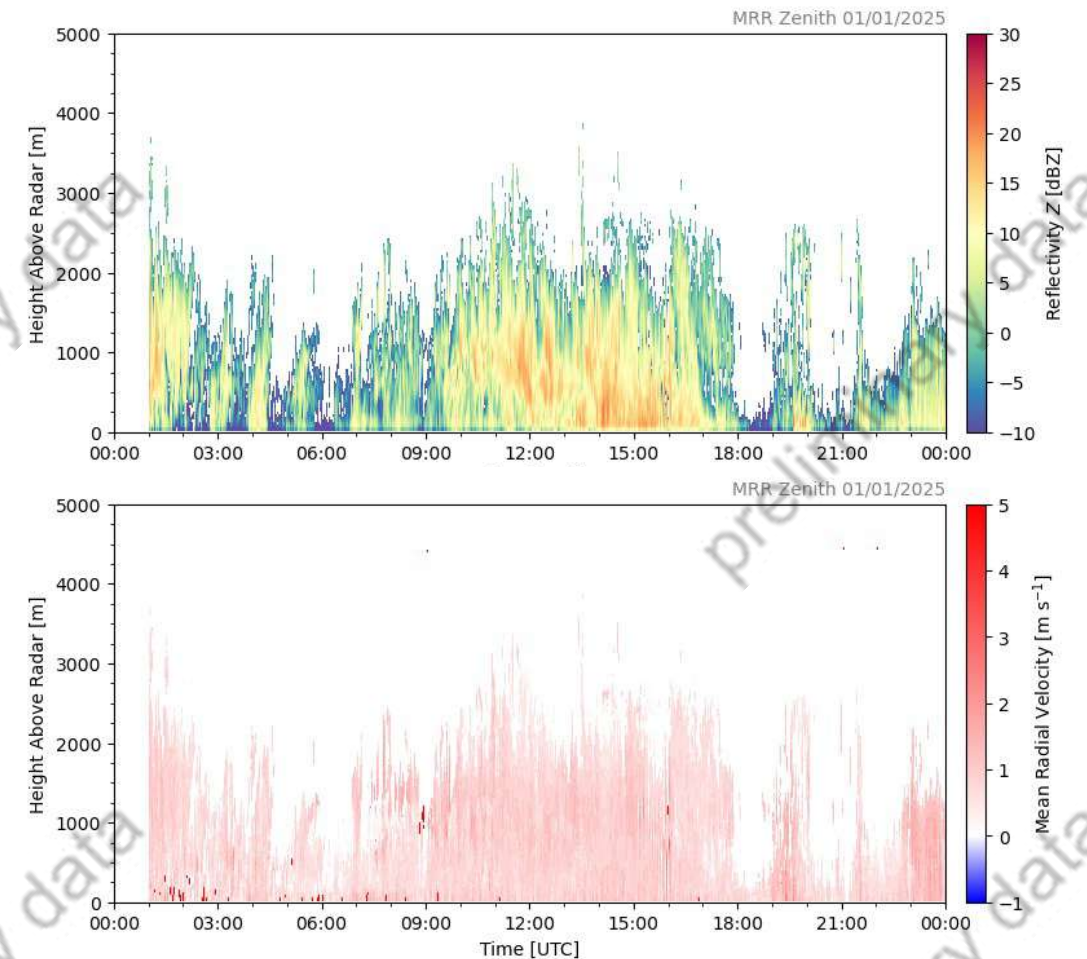 MRR Zenith 01/01/2025
5000
4000
3000
2000
1000
0
Height Above Radar [m]
00:00 03:00 06:00 09:00 12:00 15:00 18:00 21:00 00:00
30
25
20
15
10
5
0
−5
−10
Reflectivity Z [dBZ]
MRR Zenith 01/01/2025
5000
4000
3000
2000
1000
0
Height Above Radar [m]
00:00 03:00 06:00 09:00 12:00 15:00 18:00 21:00 00:00
Time [UTC]
5
4
3
2
1
0
−1
Mean Radial Velocity [m s⁻¹]
y data
preliminary data
y data
ry data